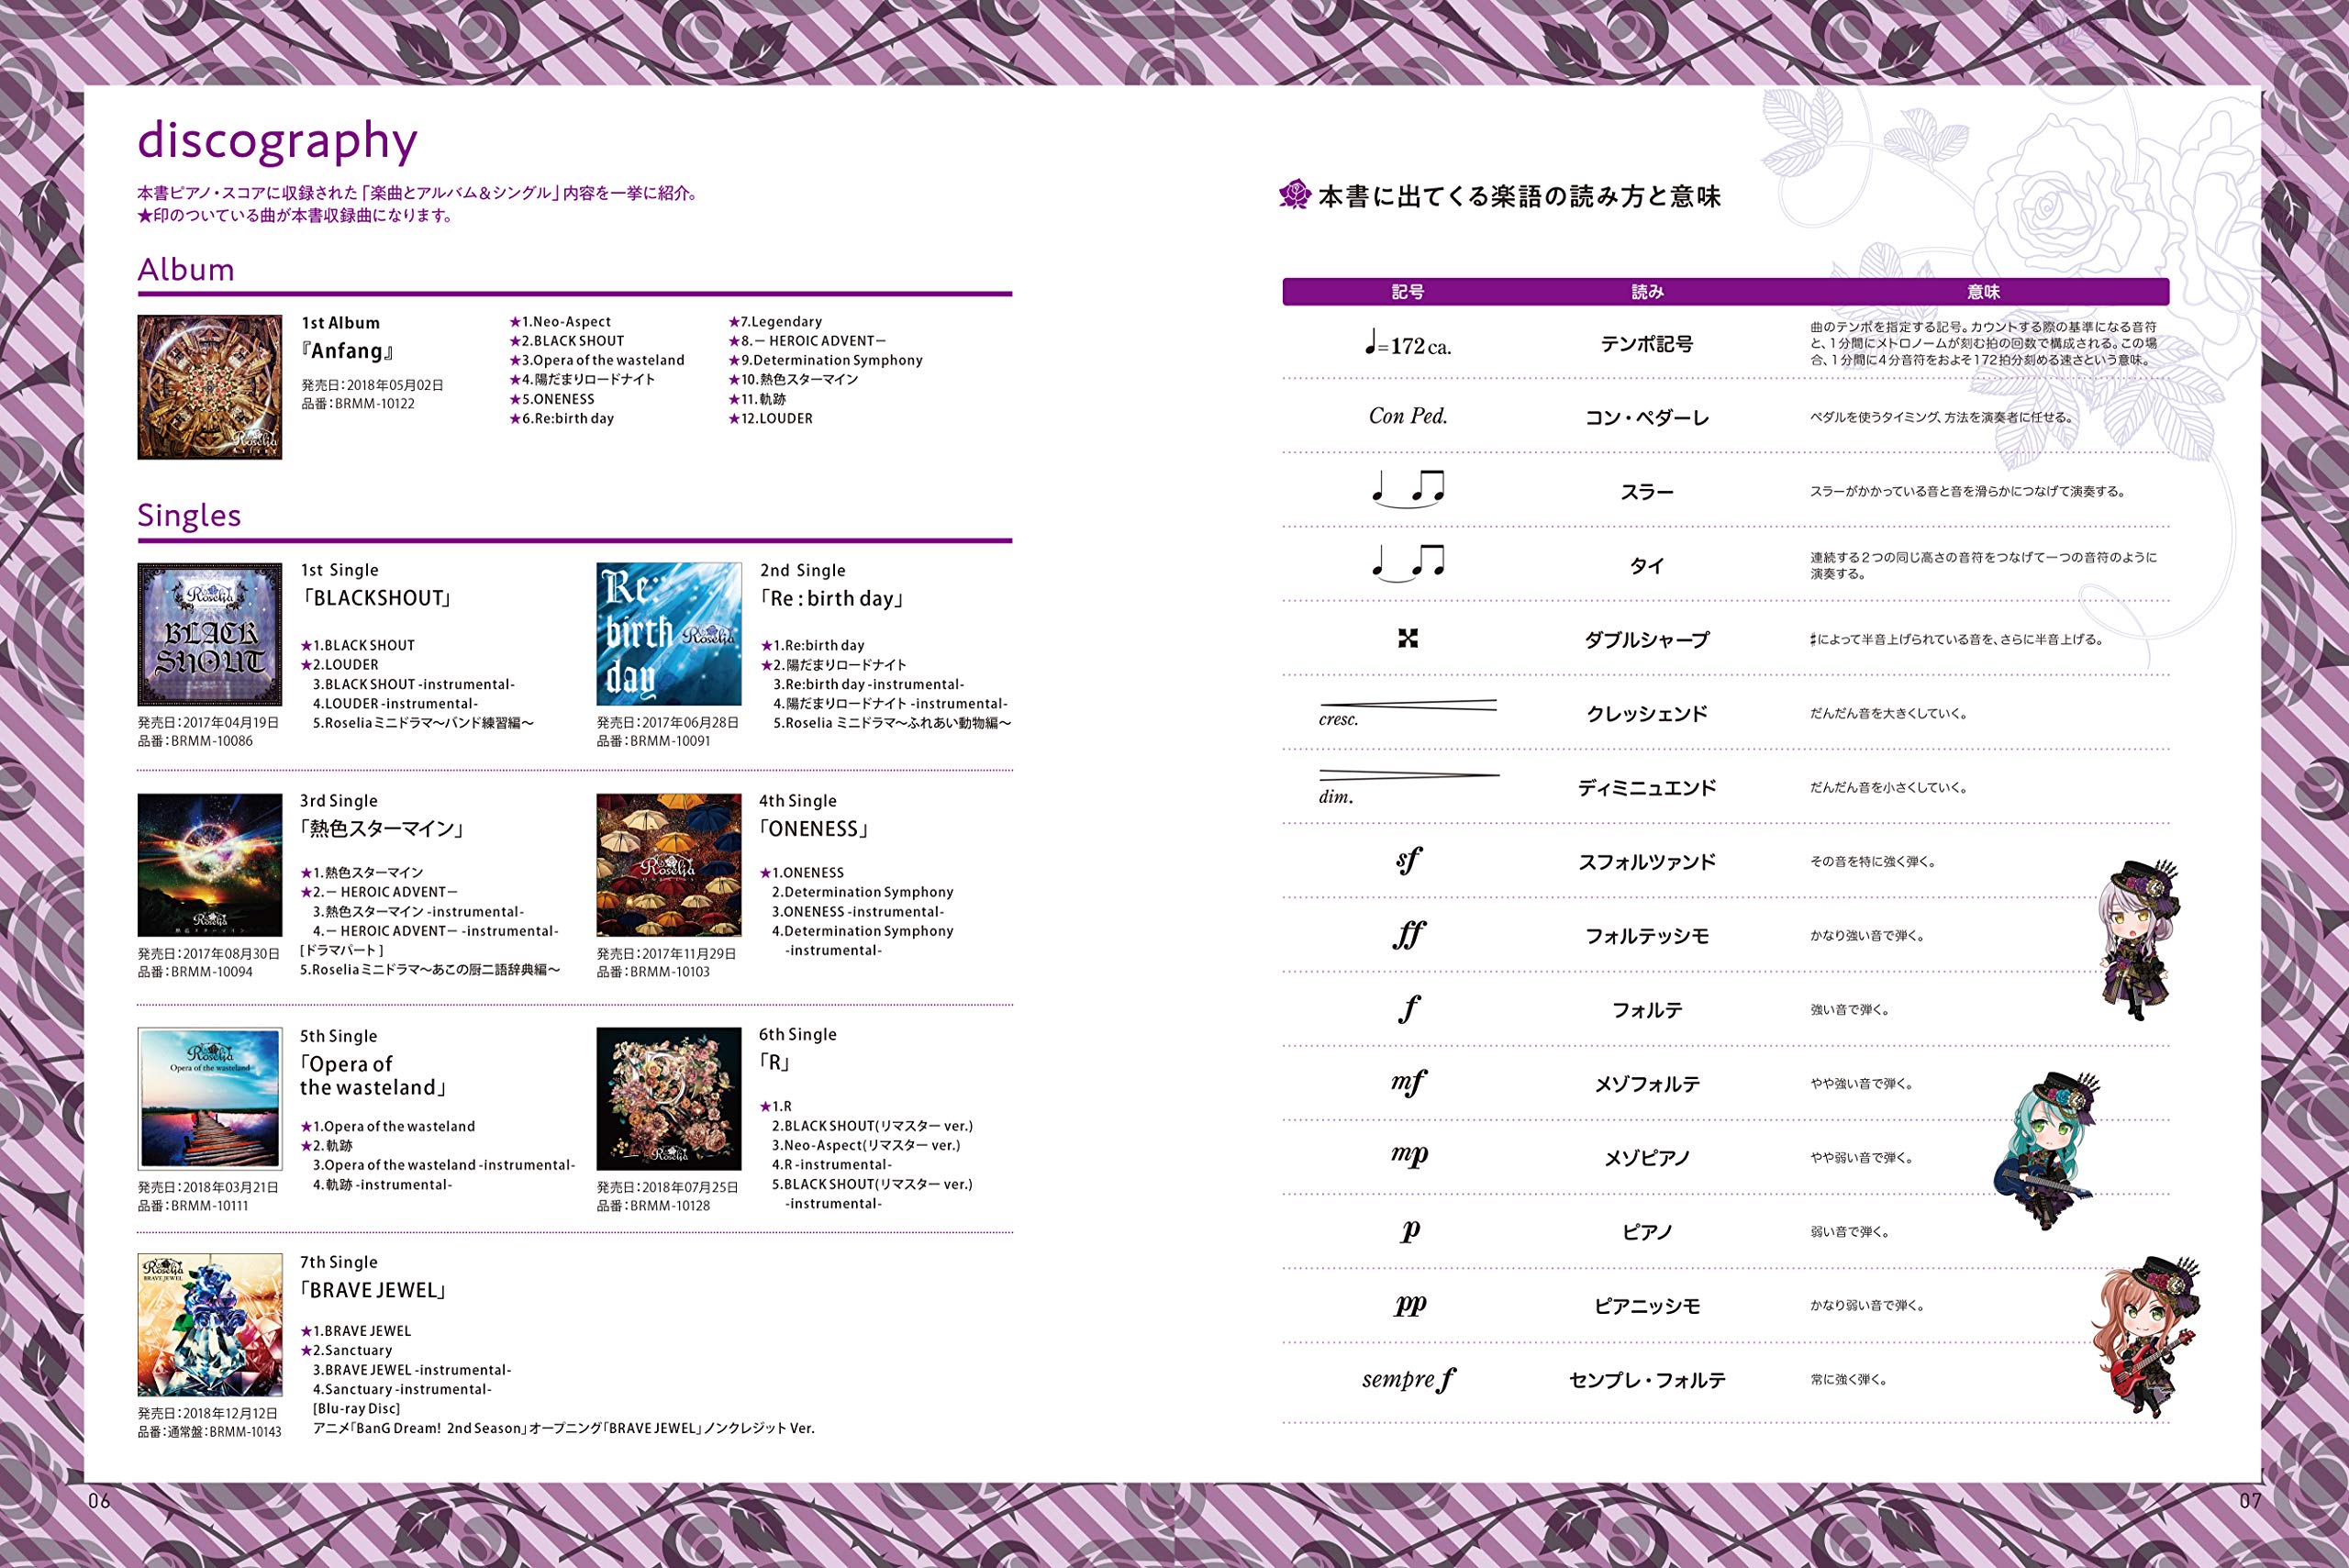 discography
本書ピアノ・スコアに収録された「楽曲とアルバム＆シングル」内容を一挙に紹介。
★印のついている曲が本書収録曲になります。
Album
Roselia
1st Album
『Anfang』
発売日：2018年05月02日
品番：BRMM-10122
★1.Neo-Aspect
★2.BLACK SHOUT
★3.Opera of the wasteland
★4.陽だまりロードナイト
★5.ONENESS
★6.Re:birth day
★7.Legendary
★8.－ HEROIC ADVENT－
★9.Determination Symphony
★10.熱色スターマイン
★11.軌跡
★12.LOUDER
Singles
Roselia
BLACK
SHOUT
発売日：2017年04月19日
品番：BRMM-10086
1st Single
「BLACKSHOUT」
★1.BLACK SHOUT
★2.LOUDER
3.BLACK SHOUT -instrumental-
4.LOUDER -instrumental-
5.Roseliaミニドラマ～バンド練習編～
Re:
birth
day
Roselia
発売日：2017年06月28日
品番：BRMM-10091
2nd Single
「Re : birth day」
★1.Re:birth day
★2.陽だまりロードナイト
3.Re:birth day -instrumental-
4.陽だまりロードナイト -instrumental-
5.Roselia ミニドラマ～ふれあい動物編～
Roselia
熱色スターマイン
発売日：2017年08月30日
品番：BRMM-10094
3rd Single
「熱色スターマイン」
★1.熱色スターマイン
★2.－ HEROIC ADVENT－
3.熱色スターマイン -instrumental-
4.－ HEROIC ADVENT－ -instrumental-
[ドラマパート]
5.Roseliaミニドラマ～あこの厨二語辞典編～
Roselia
ONENESS
発売日：2017年11月29日
品番：BRMM-10103
4th Single
「ONENESS」
★1.ONENESS
2.Determination Symphony
3.ONENESS -instrumental-
4.Determination Symphony
-instrumental-
Roselia
Opera of the wasteland
発売日：2018年03月21日
品番：BRMM-10111
5th Single
「Opera of
the wasteland」
★1.Opera of the wasteland
★2.軌跡
3.Opera of the wasteland -instrumental-
4.軌跡 -instrumental-
Roselia
発売日：2018年07月25日
品番：BRMM-10128
6th Single
「R」
★1.R
2.BLACK SHOUT(リマスター ver.)
3.Neo-Aspect(リマスター ver.)
4.R -instrumental-
5.BLACK SHOUT(リマスター ver.)
-instrumental-
Roselia
BRAVE JEWEL
発売日：2018年12月12日
品番：通常盤：BRMM-10143
7th Single
「BRAVE JEWEL」
★1.BRAVE JEWEL
★2.Sanctuary
3.BRAVE JEWEL -instrumental-
4.Sanctuary -instrumental-
[Blu-ray Disc]
アニメ「BanG Dream! 2nd Season」オープニング「BRAVE JEWEL」ノンクレジット Ver.
06
本書に出てくる楽語の読み方と意味
記号 読み 意味
♩=172 ca. テンポ記号
曲のテンポを指定する記号。カウントする際の基準になる音符
と、1分間にメトロノームが刻む拍の回数で構成される。この場
合、1分間に4分音符をおよそ172拍分刻める速さという意味。
Con Ped. コン・ペダーレ ペダルを使うタイミング、方法を演奏者に任せる。
スラー スラーがかかっている音と音を滑らかにつなげて演奏する。
タイ 連続する2つの同じ高さの音符をつなげて一つの音符のように
演奏する。
ダブルシャープ ♯によって半音上げられている音を、さらに半音上げる。
cresc. クレッシェンド だんだん音を大きくしていく。
dim. ディミニュエンド だんだん音を小さくしていく。
sf スフォルツァンド その音を特に強く弾く。
ff フォルテッシモ かなり強い音で弾く。
f フォルテ 強い音で弾く。
mf メゾフォルテ やや強い音で弾く。
mp メゾピアノ やや弱い音で弾く。
p ピアノ 弱い音で弾く。
pp ピアニッシモ かなり弱い音で弾く。
sempre f センプレ・フォルテ 常に強く弾く。
07